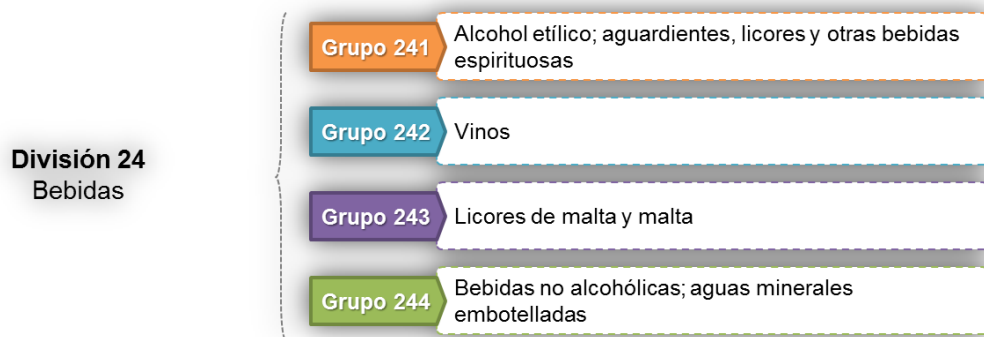 División 24
Bebidas
Grupo 241
Alcohol etílico; aguardientes, licores y otras bebidas
espirituosas
Grupo 242
Vinos
Grupo 243
Licores de malta y malta
Grupo 244
Bebidas no alcohólicas; aguas minerales
embotelladas